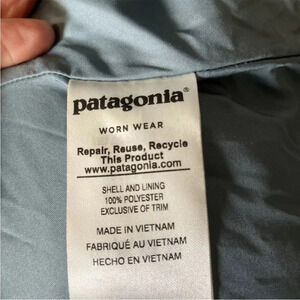 patagonia®
WORN WEAR
Repair, Reuse, Recycle
This Product
www.patagonia.com
SHELL AND LINING
100% POLYESTER
EXCLUSIVE OF TRIM
MADE IN VIETNAM
FABRIQUÉ AU VIETNAM
HECHO EN VIETNAM